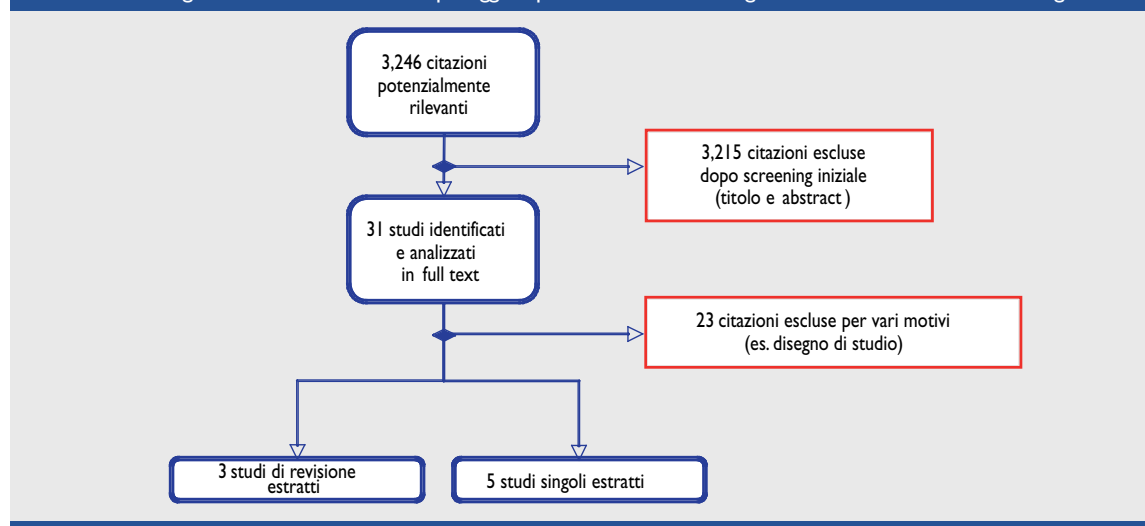 3,246 citazioni
potenzialmente
rilevanti
3,215 citazioni escluse
dopo screening iniziale
(titolo e abstract )
31 studi identificati
e analizzati
in full text
23 citazioni escluse per vari motivi
(es. disegno di studio)
3 studi di revisione
estratti
5 studi singoli estratti